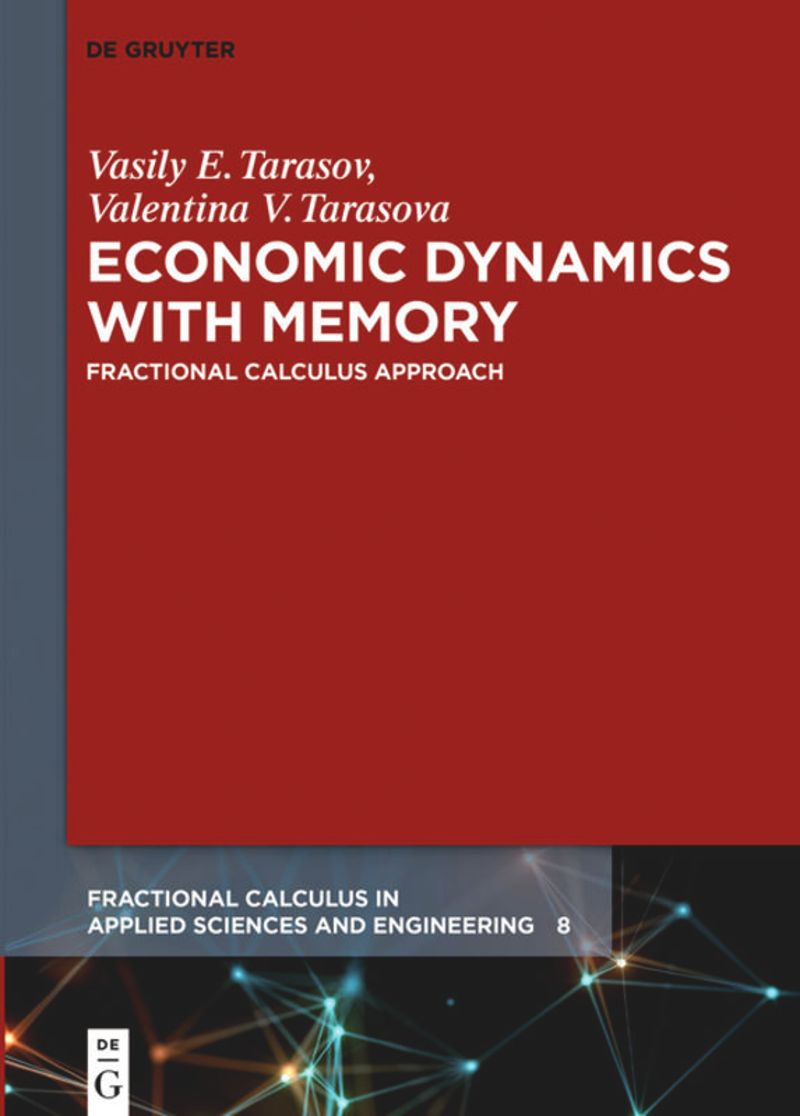 DE GRUYTER
Vasily E. Tarasov,
Valentina V. Tarasova
ECONOMIC DYNAMICS
WITH MEMORY
FRACTIONAL CALCULUS APPROACH
FRACTIONAL CALCULUS IN
APPLIED SCIENCES AND ENGINEERING 8
DE
G